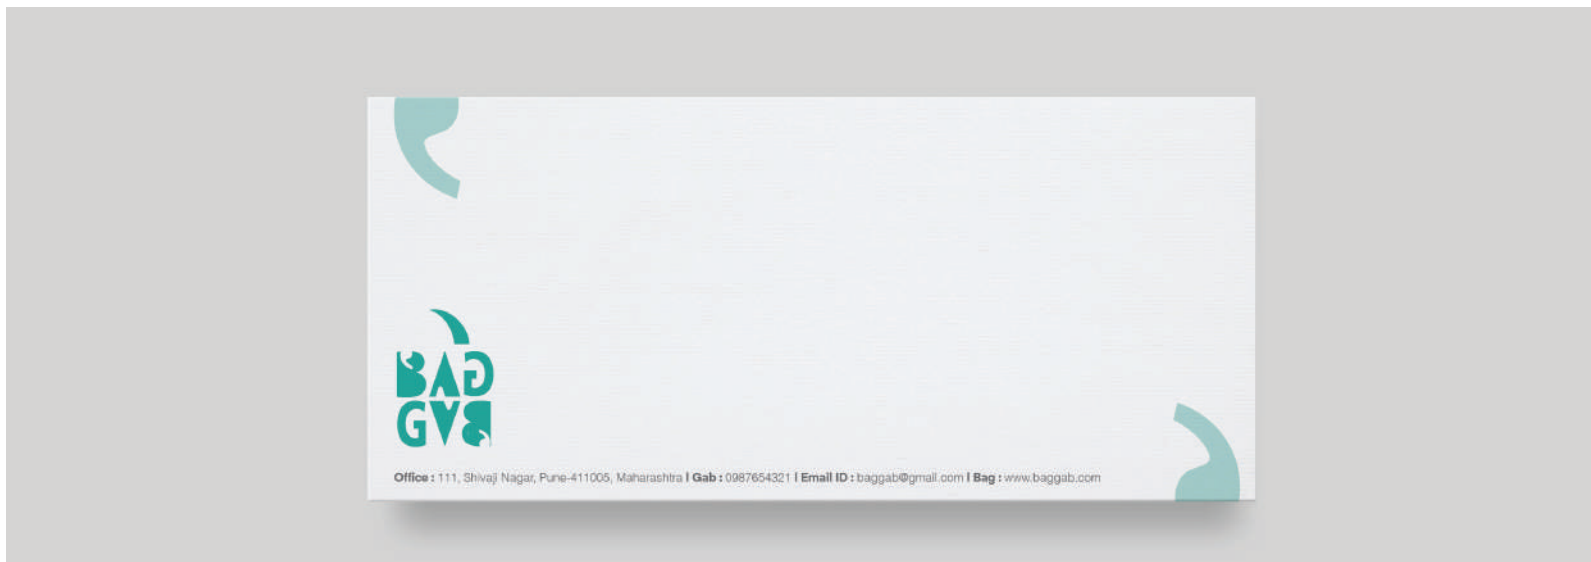 BAG
GAB
Office : 111, Shivaji Nagar, Pune-411005, Maharashtra | Gab : 0987654321 | Email ID : baggab@gmail.com | Bag : www.baggab.com